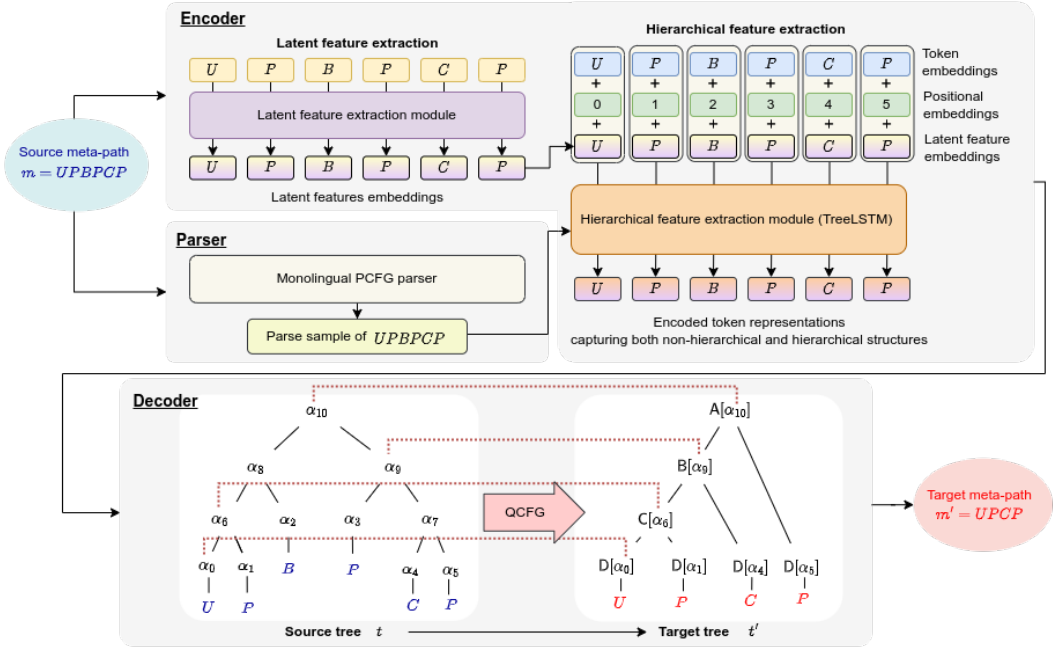 Encoder
Latent feature extraction
U P B P C P
Latent feature extraction module
U P B P C P
Latent features embeddings
Hierarchical feature extraction
U P B P C P
Token
embeddings
+ + + + + +
0 1 2 3 4 5
Positional
embeddings
+ + + + + +
U P B P C P
Latent feature
embeddings
Hierarchical feature extraction module (TreeLSTM)
U P B P C P
Encoded token representations
capturing both non-hierarchical and hierarchical structures
Source meta-path
m = UPBPCP
Parser
Monolingual PCFG parser
Parse sample of UPBPCP
Decoder
α₁₀
α₈ α₉
α₆ α₂ α₃ α₇
α₀ α₁ B P α₄ α₅
U P C P
Source tree t
QCFG
A[α₁₀]
B[α₉]
C[α₆]
D[α₀] D[α₁] D[α₄] D[α₅]
U P C P
Target tree t′
Target meta-path
m′ = UPCP